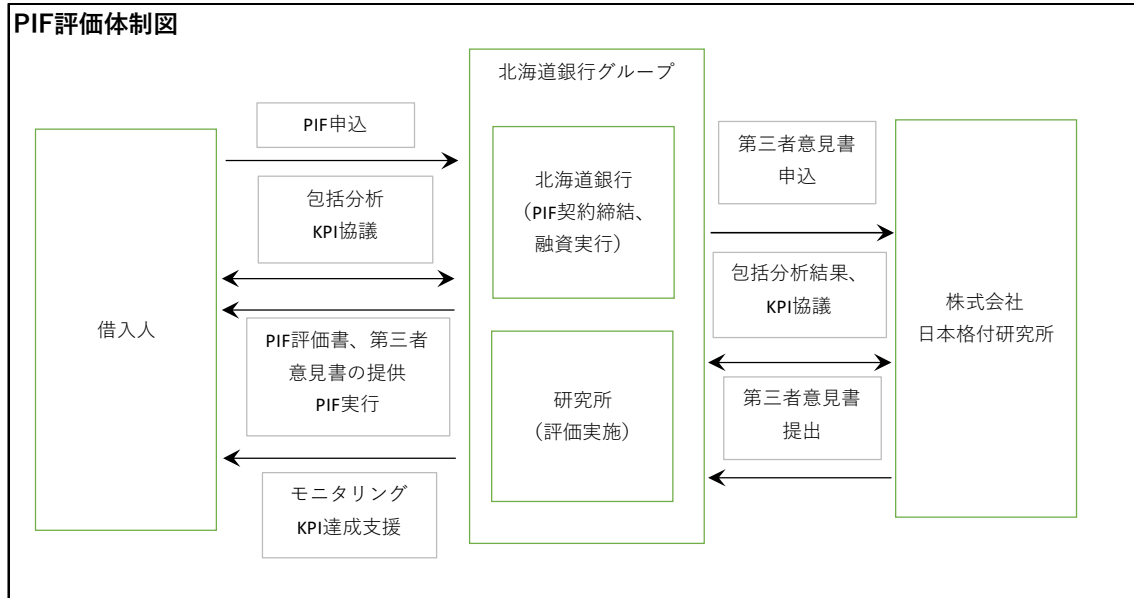 PIF評価体制図
北海道銀行グループ
PIF申込
包括分析
KPI協議
借入人
PIF評価書、第三者
意見書の提供
PIF実行
モニタリング
KPI達成支援
北海道銀行
（PIF契約締結、
融資実行）
研究所
（評価実施）
第三者意見書
申込
包括分析結果、
KPI協議
第三者意見書
提出
株式会社
日本格付研究所